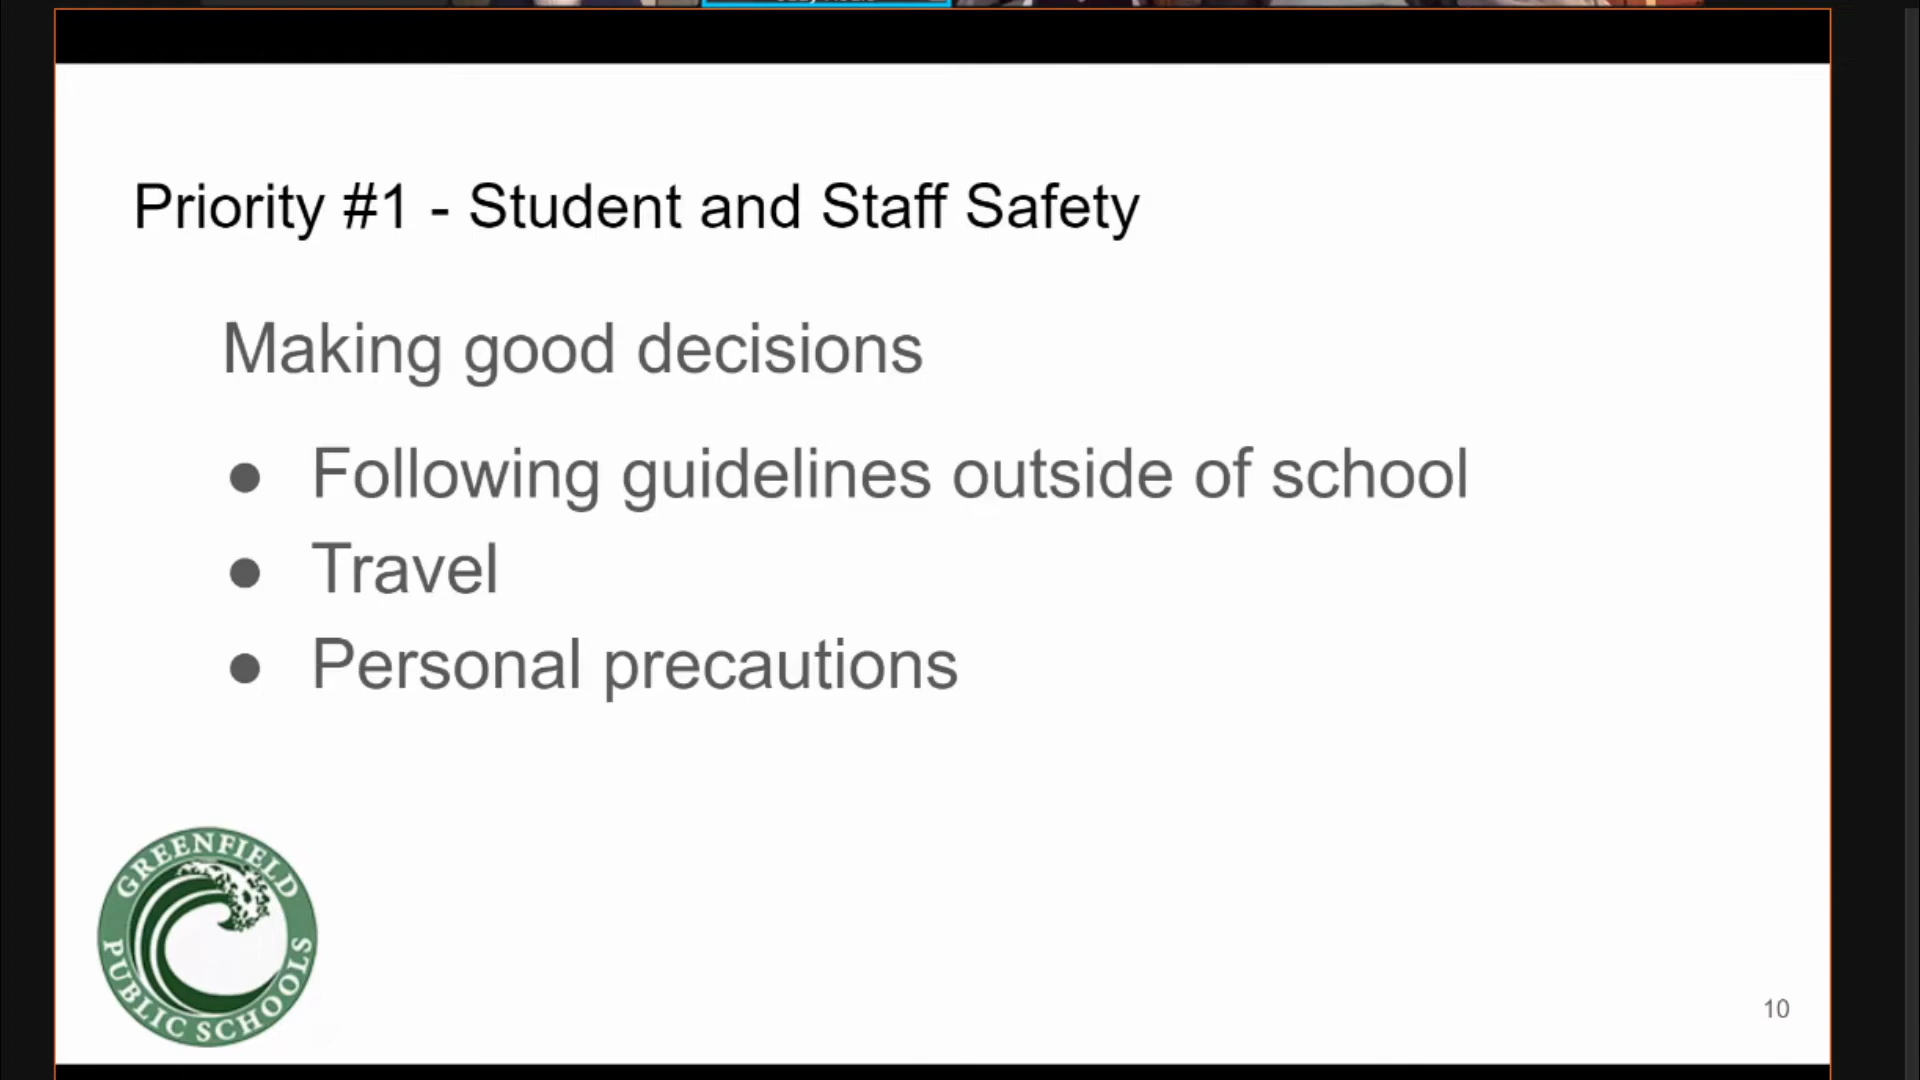 Priority #1 - Student and Staff Safety
Making good decisions
● Following guidelines outside of school
● Travel
● Personal precautions
GREENFIELD
PUBLIC SCHOOLS
10